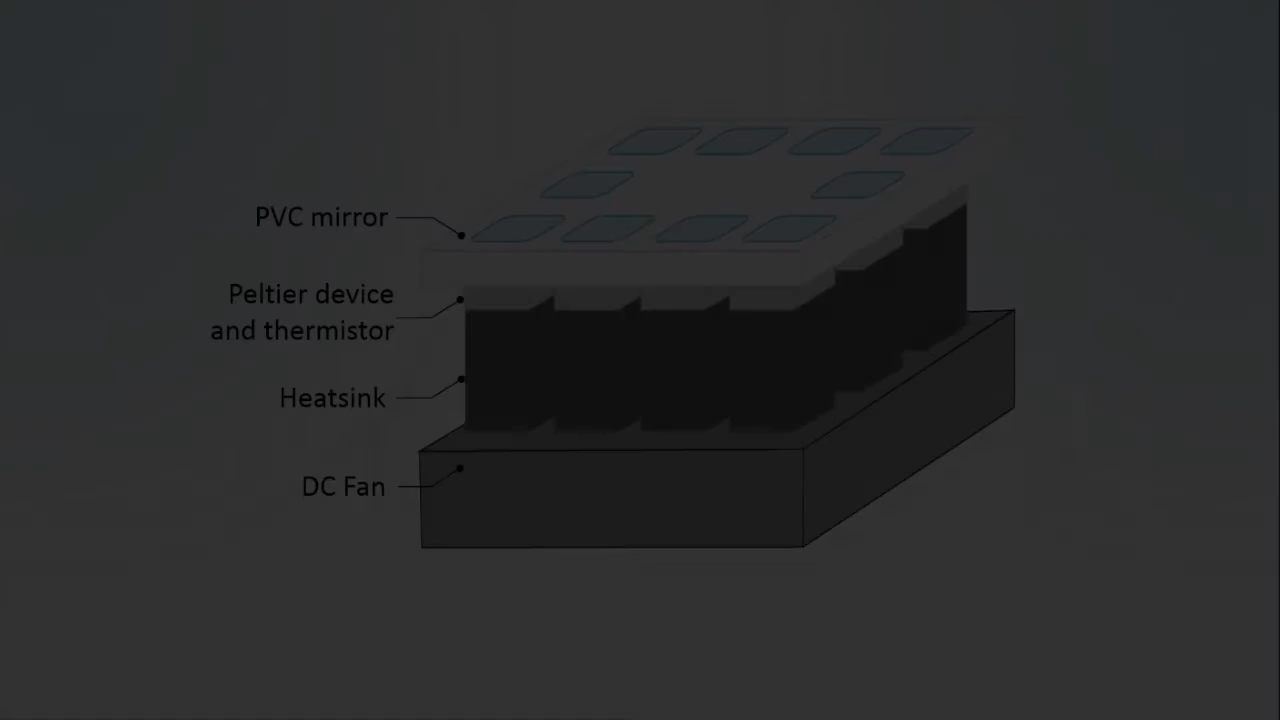 PVC mirror
Peltier device
and thermistor
Heatsink
DC Fan